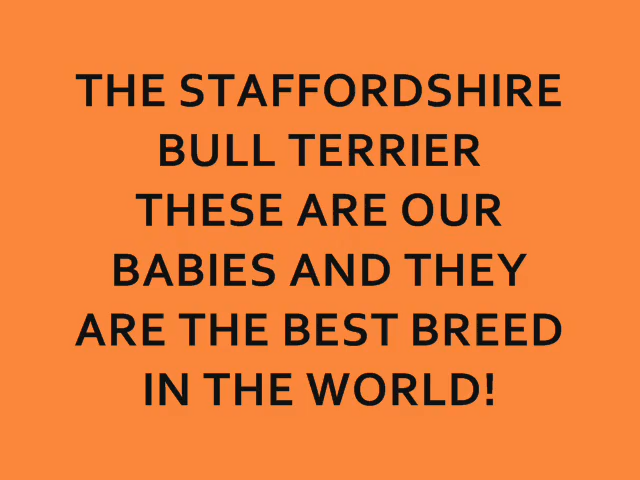 THE STAFFORDSHIRE
BULL TERRIER
THESE ARE OUR
BABIES AND THEY
ARE THE BEST BREED
IN THE WORLD!